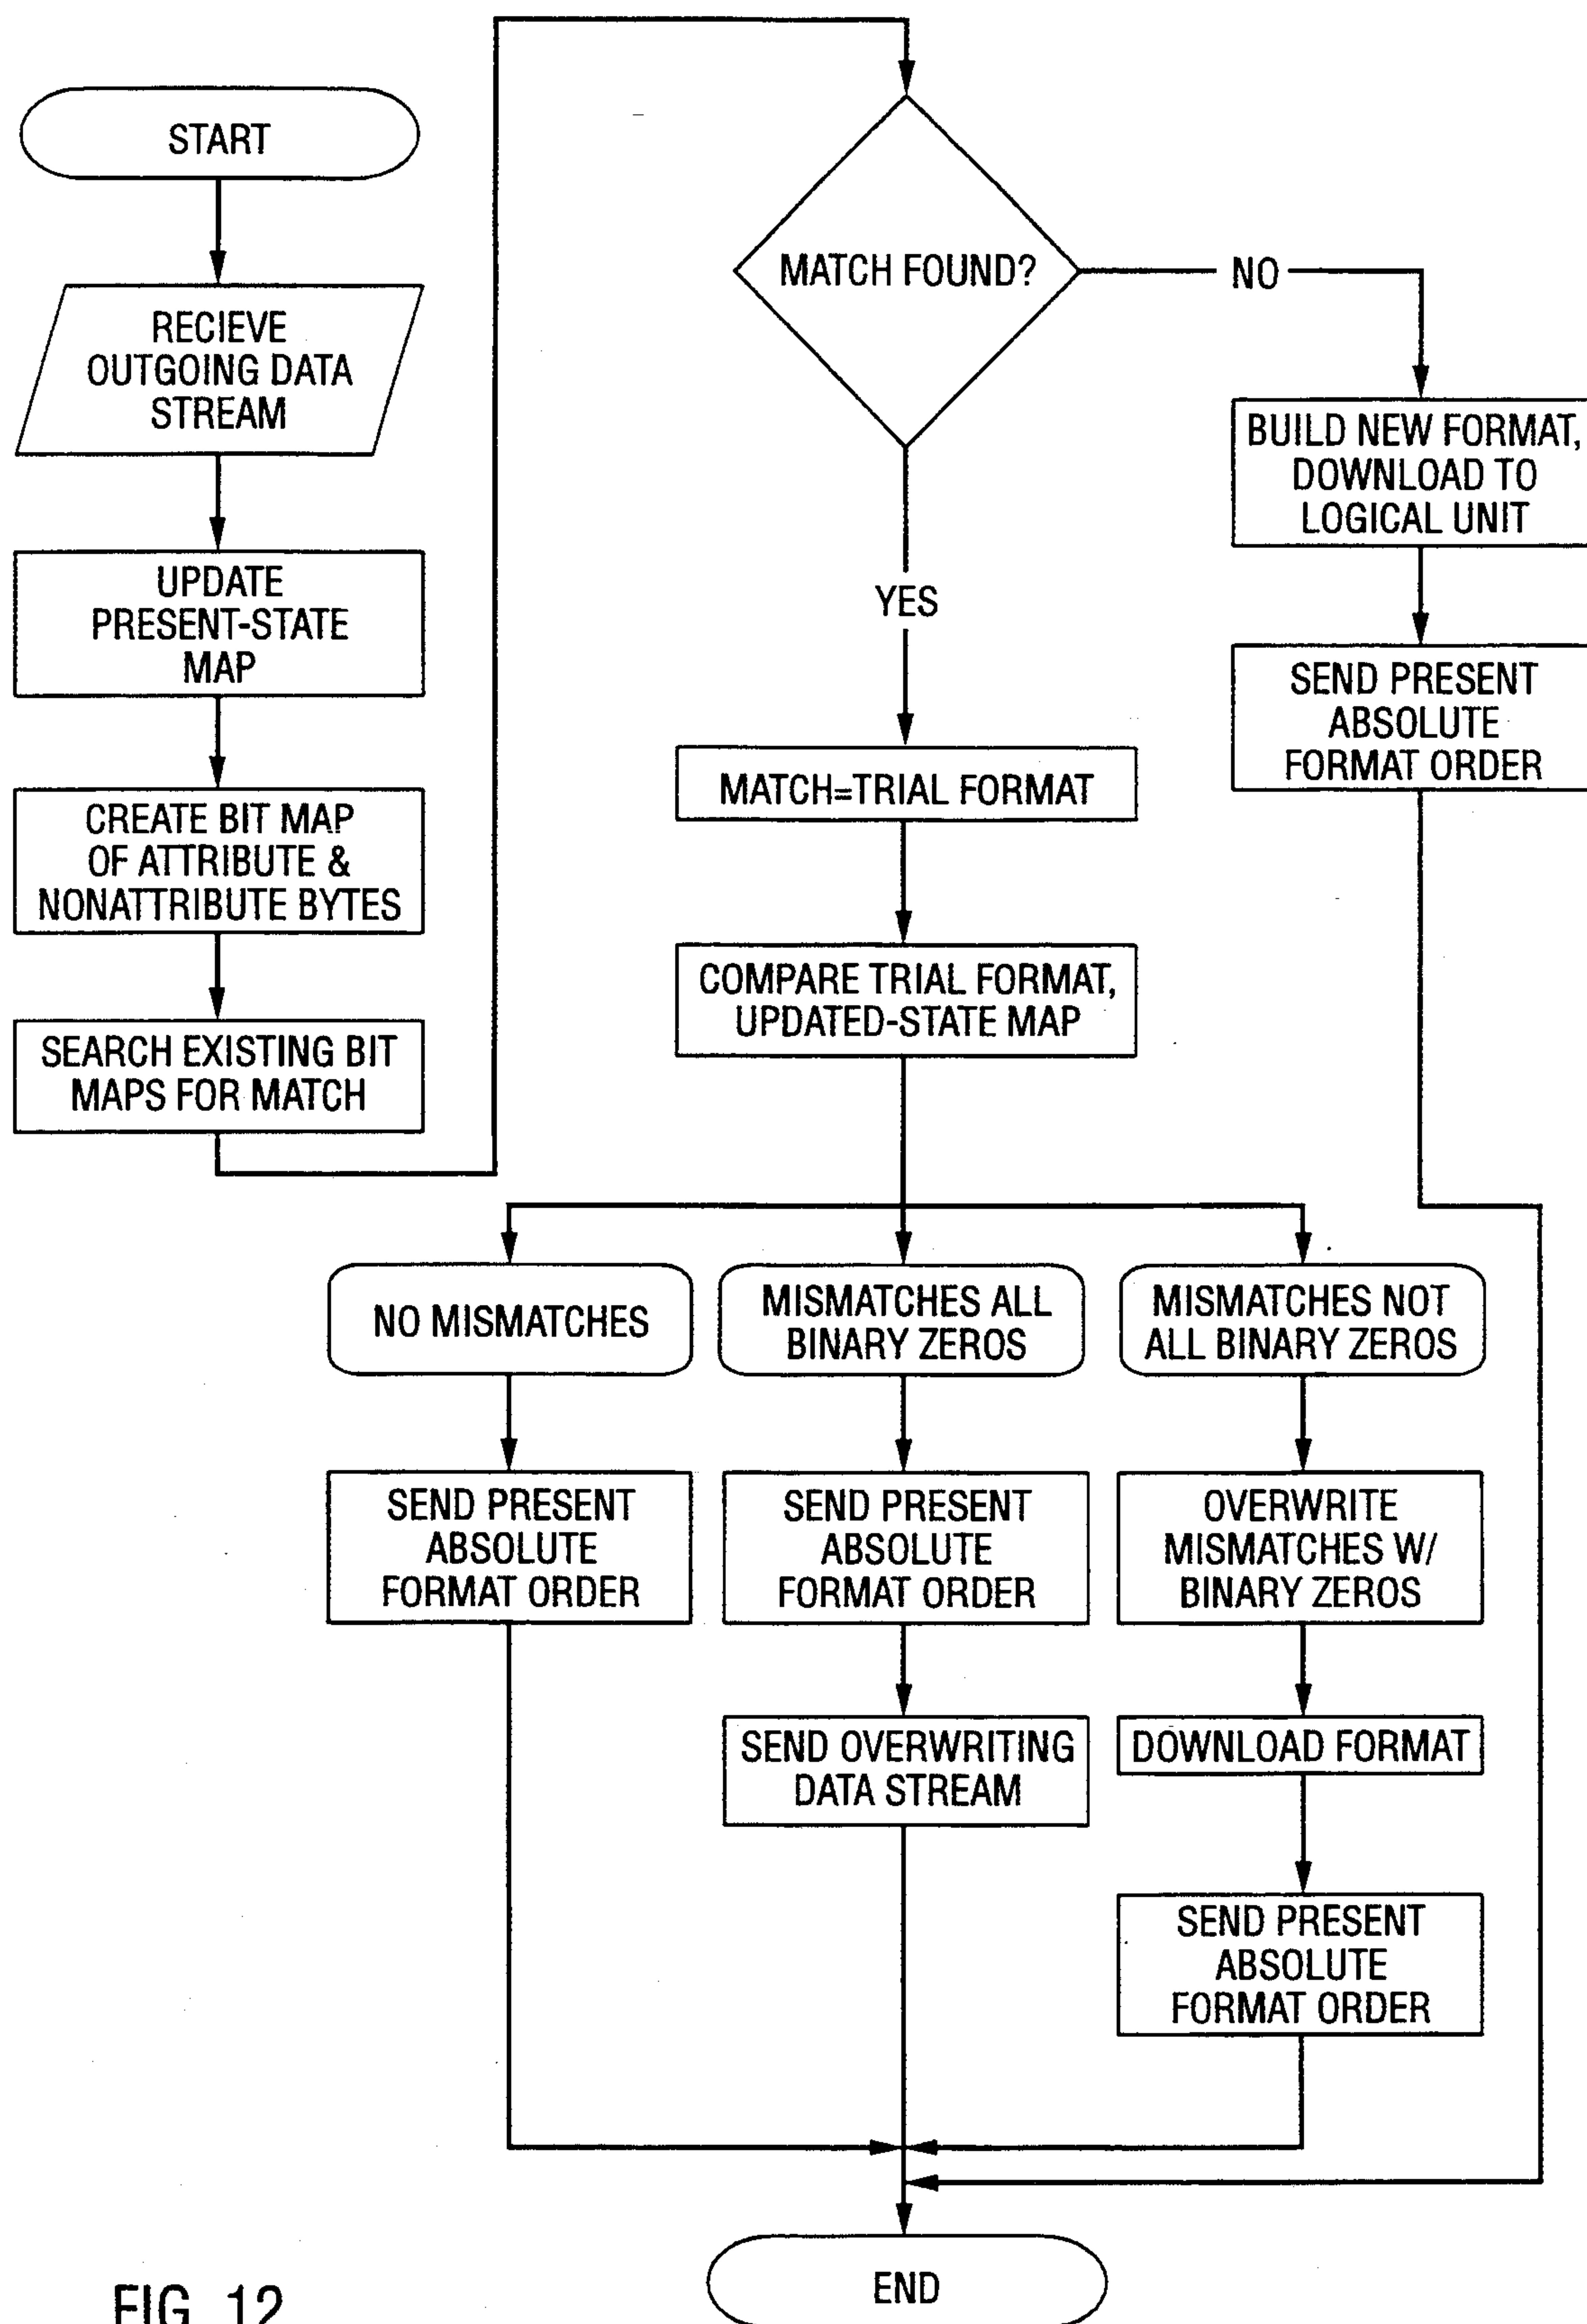 START
RECIEVE
OUTGOING DATA
STREAM
UPDATE
PRESENT-STATE
MAP
CREATE BIT MAP
OF ATTRIBUTE &
NONATTRIBUTE BYTES
SEARCH EXISTING BIT
MAPS FOR MATCH
MATCH FOUND?
NO
BUILD NEW FORMAT,
DOWNLOAD TO
LOGICAL UNIT
SEND PRESENT
ABSOLUTE
FORMAT ORDER
YES
MATCH=TRIAL FORMAT
COMPARE TRIAL FORMAT,
UPDATED-STATE MAP
NO MISMATCHES
SEND PRESENT
ABSOLUTE
FORMAT ORDER
MISMATCHES ALL
BINARY ZEROS
SEND PRESENT
ABSOLUTE
FORMAT ORDER
SEND OVERWRITING
DATA STREAM
MISMATCHES NOT
ALL BINARY ZEROS
OVERWRITE
MISMATCHES W/
BINARY ZEROS
DOWNLOAD FORMAT
SEND PRESENT
ABSOLUTE
FORMAT ORDER
END
FIG. 12